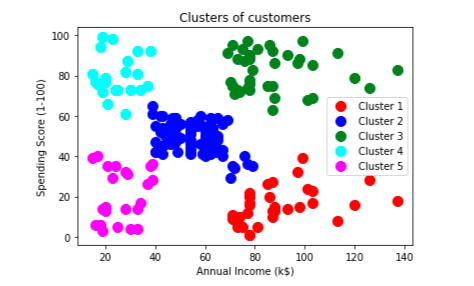 Clusters of customers
100
80
60
40
20
0
Spending Score (1-100)
Cluster 1
Cluster 2
Cluster 3
Cluster 4
Cluster 5
20
40
60
80
100
120
140
Annual Income (k$)